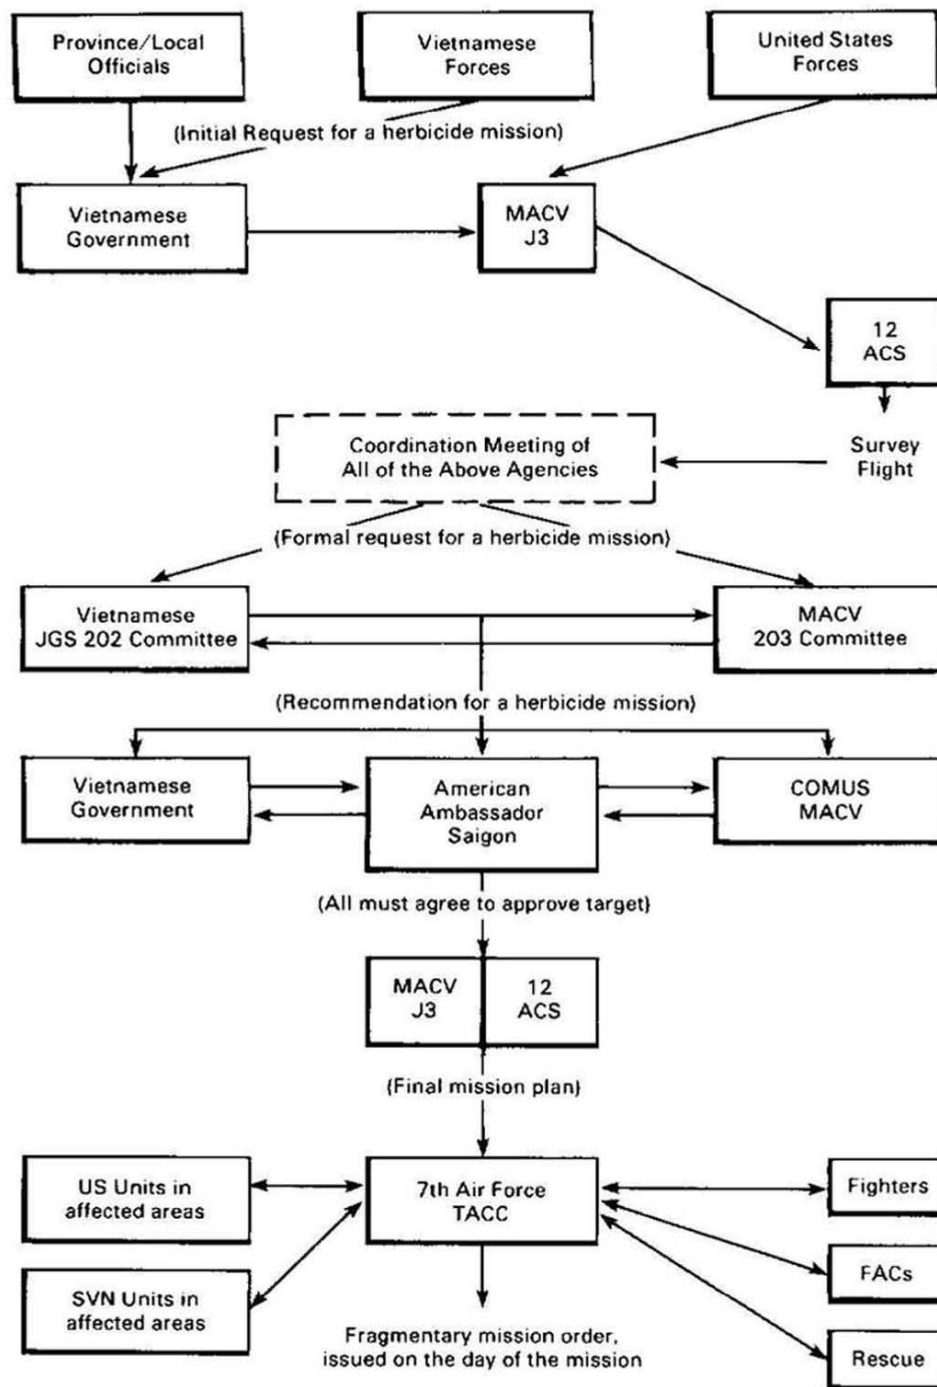 Province/Local
Officials
Vietnamese
Forces
United States
Forces
(Initial Request for a herbicide mission)
Vietnamese
Government
MACV
J3
12
ACS
Coordination Meeting of
All of the Above Agencies
Survey
Flight
(Formal request for a herbicide mission)
Vietnamese
JGS 202 Committee
MACV
203 Committee
(Recommendation for a herbicide mission)
Vietnamese
Government
American
Ambassador
Saigon
COMUS
MACV
(All must agree to approve target)
MACV
J3
12
ACS
(Final mission plan)
US Units in
affected areas
7th Air Force
TACC
Fighters
FACs
SVN Units in
affected areas
Fragmentary mission order,
issued on the day of the mission
Rescue